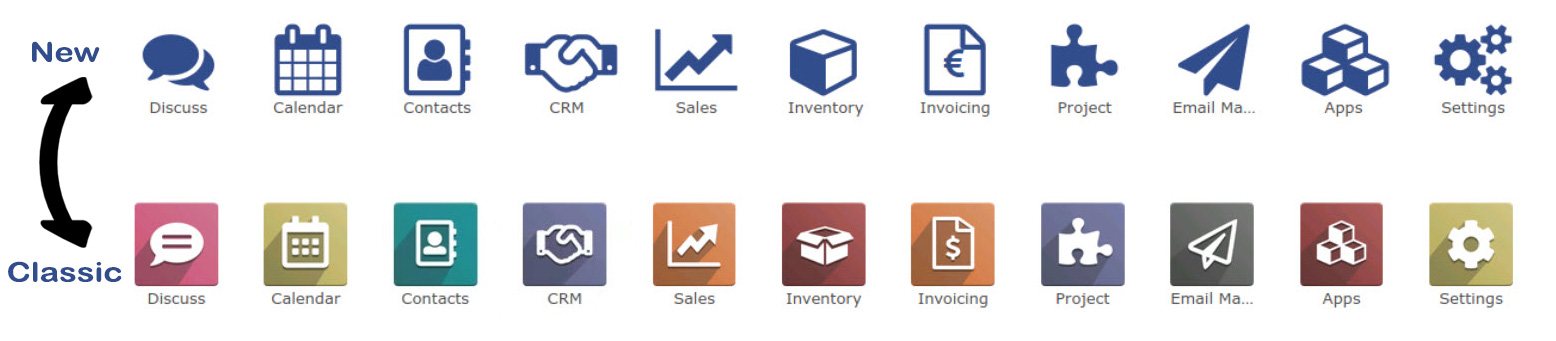 New
Discuss Calendar Contacts CRM Sales Inventory € Invoicing Project Email Ma... Apps Settings
Classic
$
Discuss Calendar Contacts CRM Sales Inventory Invoicing Project Email Ma... Apps Settings